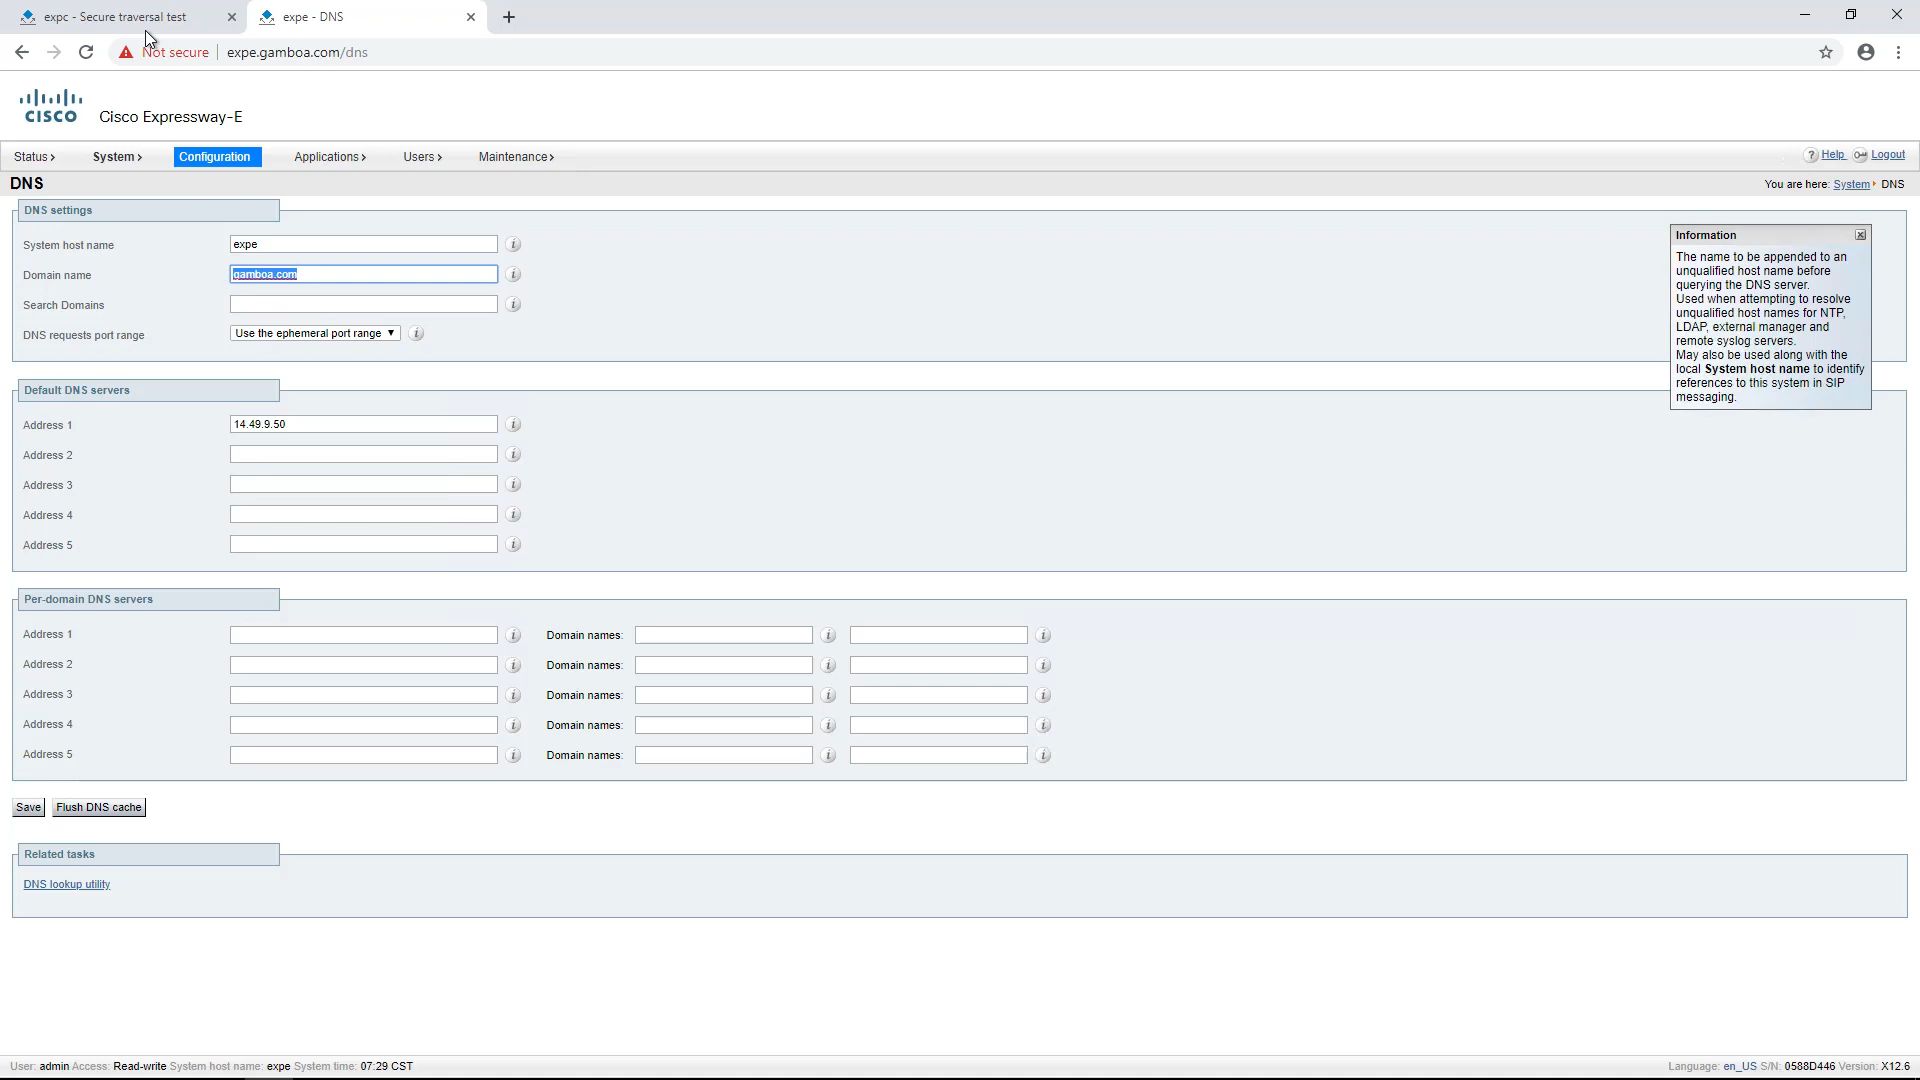 expc - Secure traversal test
expe - DNS
Not secure
expe.gamboa.com/dns
CISCO
Cisco Expressway-E
Status System Configuration Applications Users Maintenance
Help Logout
DNS
You are here: System DNS
DNS settings
System host name expe
Domain name gamboa.com
Search Domains
DNS requests port range Use the ephemeral port range
Information
The name to be appended to an
unqualified host name before
querying the DNS server.
Used when attempting to resolve
unqualified host names for NTP,
LDAP, external manager and
remote syslog servers.
May also be used along with the
local System host name to identify
references to this system in SIP
messaging.
Default DNS servers
Address 1 14.49.9.50
Address 2
Address 3
Address 4
Address 5
Per-domain DNS servers
Address 1 Domain names:
Address 2 Domain names:
Address 3 Domain names:
Address 4 Domain names:
Address 5 Domain names:
Save Flush DNS cache
Related tasks
DNS lookup utility
User: admin Access: Read-write System host name: expe System time: 07:29 CST
Language: en_US S/N: 0588D446 Version: X12.6